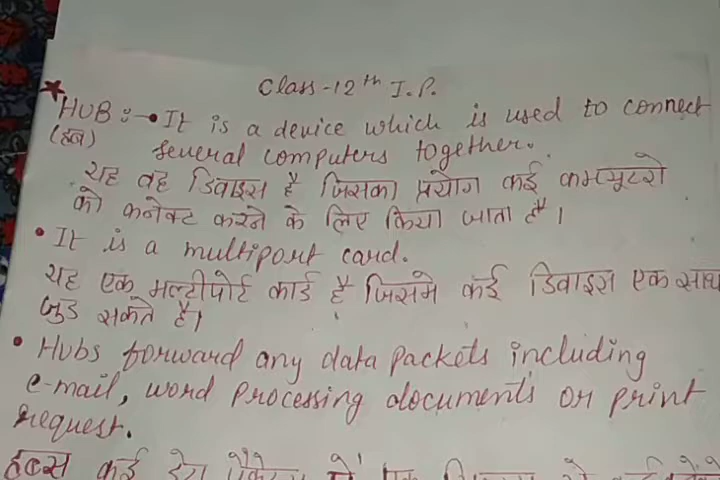 Class-12th I.P.
★ HUB :- • It is a device which is used to connect
(हब) several computers together.
यह वह डिवाइस है जिसका प्रयोग कई कम्प्यूटरो
को कनेक्ट करने के लिए किया जाता है।
• It is a multiport card.
यह एक मल्टीपोर्ट कार्ड है जिसमे कई डिवाइस एक साथ
जुड सकते है।
• Hubs forward any data packets including
e-mail, word processing documents or print
request.
हब्स कई डेटा